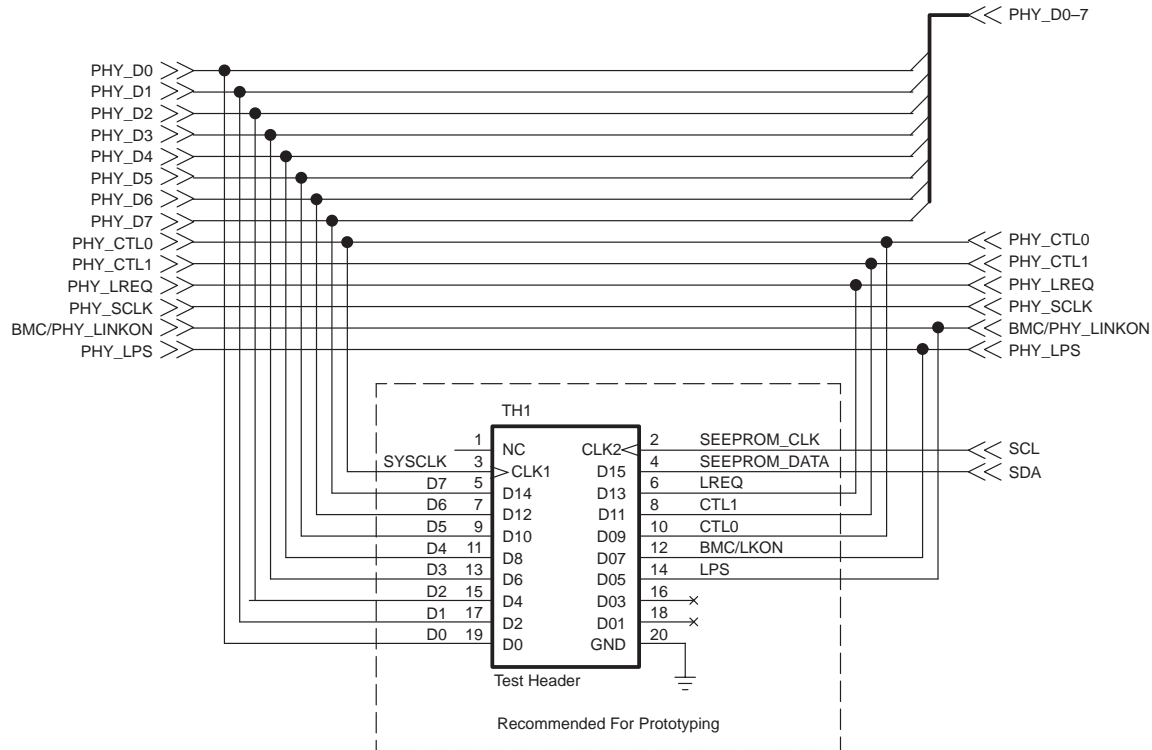 PHY_D0–7
PHY_D0
PHY_D1
PHY_D2
PHY_D3
PHY_D4
PHY_D5
PHY_D6
PHY_D7
PHY_CTL0 PHY_CTL0
PHY_CTL1 PHY_CTL1
PHY_LREQ PHY_LREQ
PHY_SCLK PHY_SCLK
BMC/PHY_LINKON BMC/PHY_LINKON
PHY_LPS PHY_LPS
TH1
1 NC CLK2 2 SEEPROM_CLK SCL
SYSCLK 3 CLK1 D15 4 SEEPROM_DATA SDA
D7 5 D14 D13 6 LREQ
D6 7 D12 D11 8 CTL1
D5 9 D10 D09 10 CTL0
D4 11 D8 D07 12 BMC/LKON
D3 13 D6 D05 14 LPS
D2 15 D4 D03 16
D1 17 D2 D01 18
D0 19 D0 GND 20
Test Header
Recommended For Prototyping